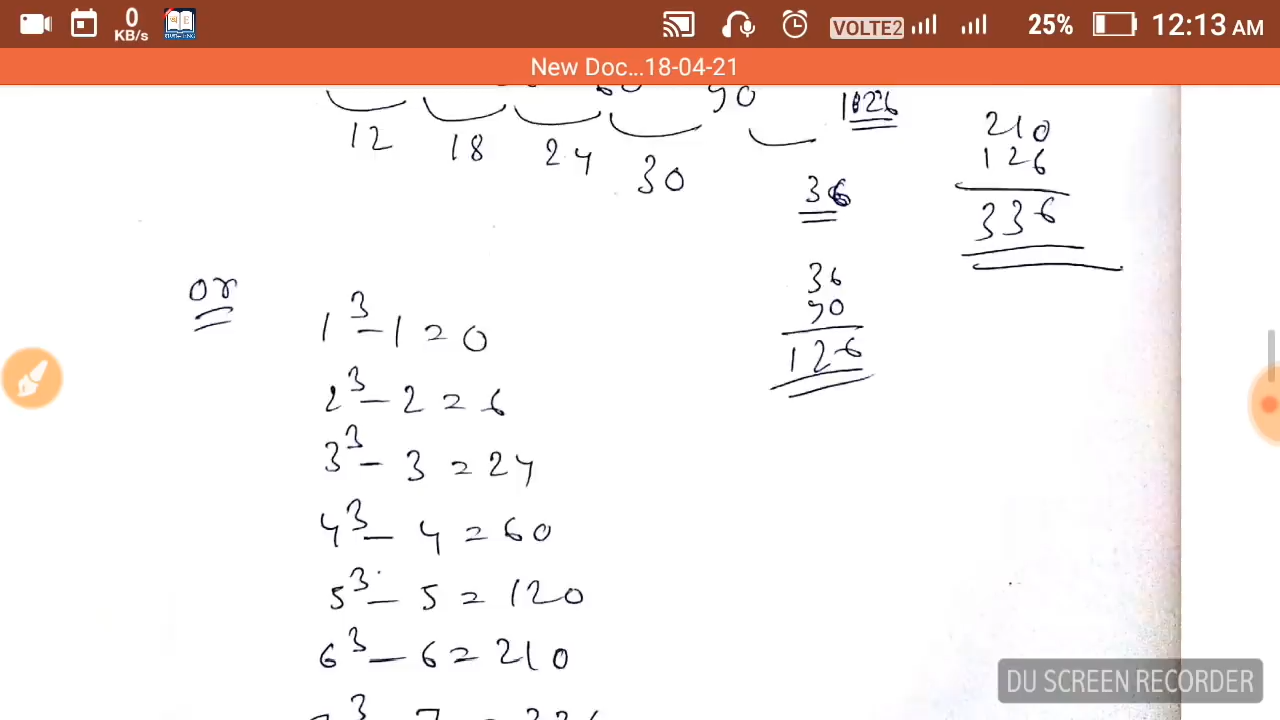 0 KB/s VOLTE2 25% 12:13 AM
New Doc...18-04-21
90
12 18 24 30
126
36
210
126
336
36
90
126
or
1³ - 1 = 0
2³ - 2 = 6
3³ - 3 = 24
4³ - 4 = 60
5³ - 5 = 120
6³ - 6 = 210
DU SCREEN RECORDER